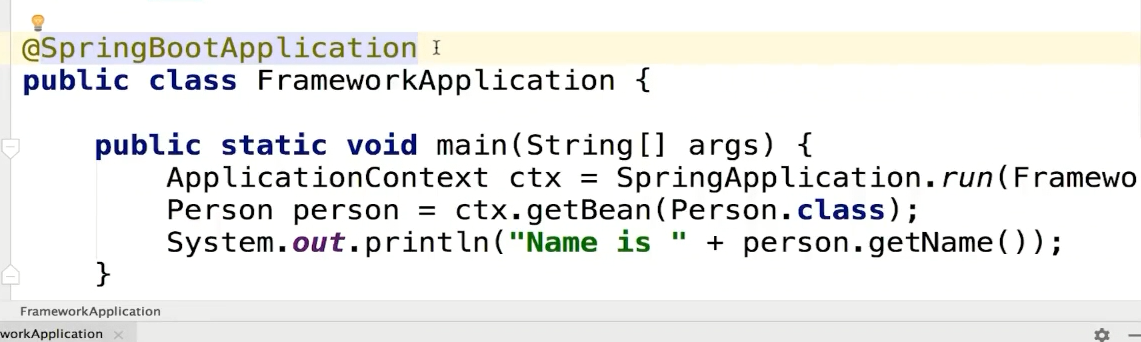 @SpringBootApplication
public class FrameworkApplication {
public static void main(String[] args) {
ApplicationContext ctx = SpringApplication.run(Framewo
Person person = ctx.getBean(Person.class);
System.out.println("Name is " + person.getName());
}
FrameworkApplication
workApplication